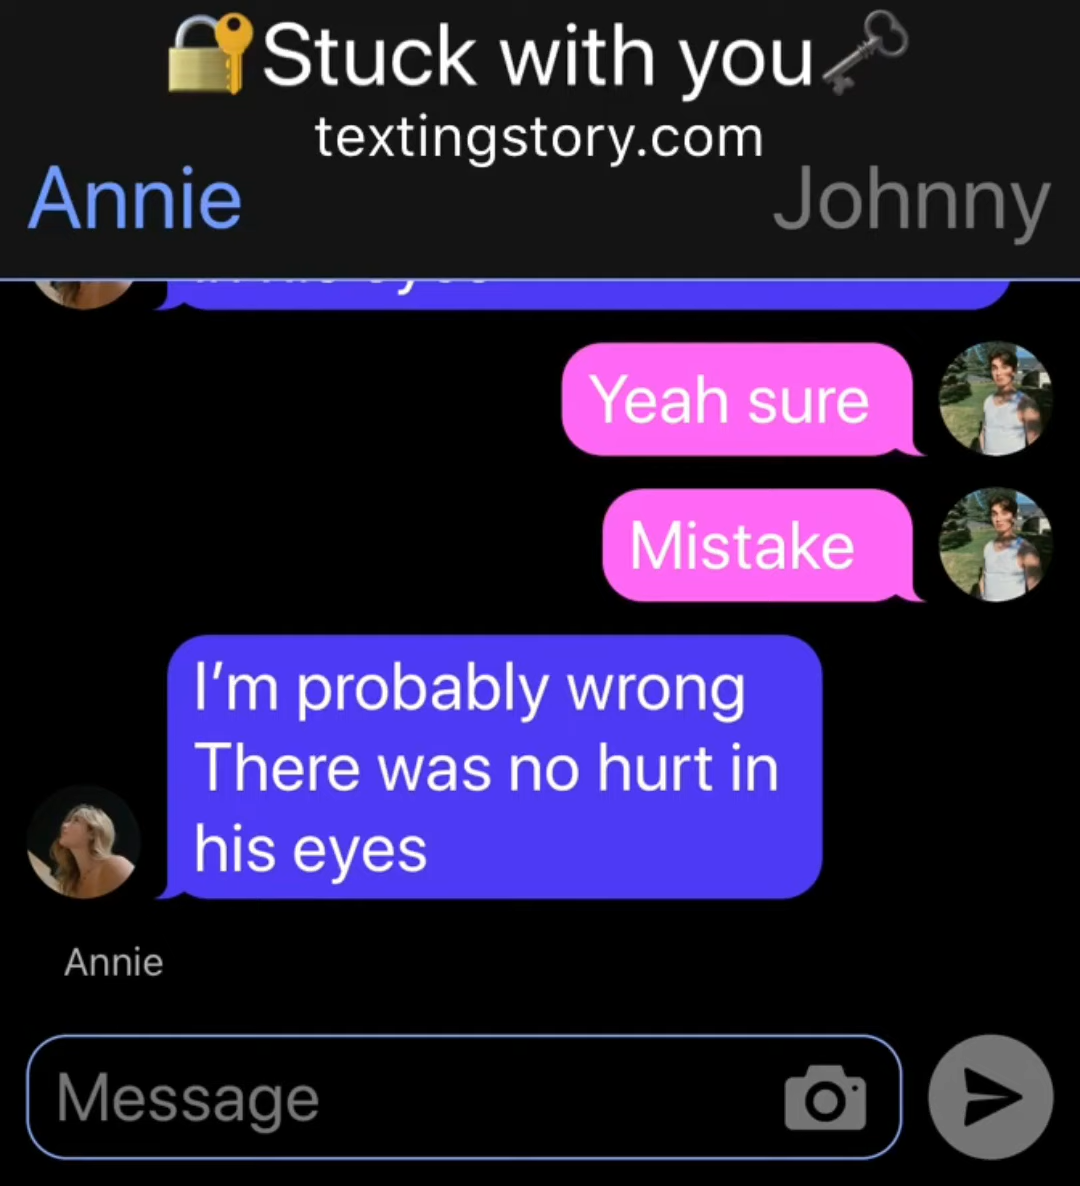 🔐Stuck with you🗝
textingstory.com
Annie
Johnny
Yeah sure
Mistake
I'm probably wrong
There was no hurt in
his eyes
Annie
Message